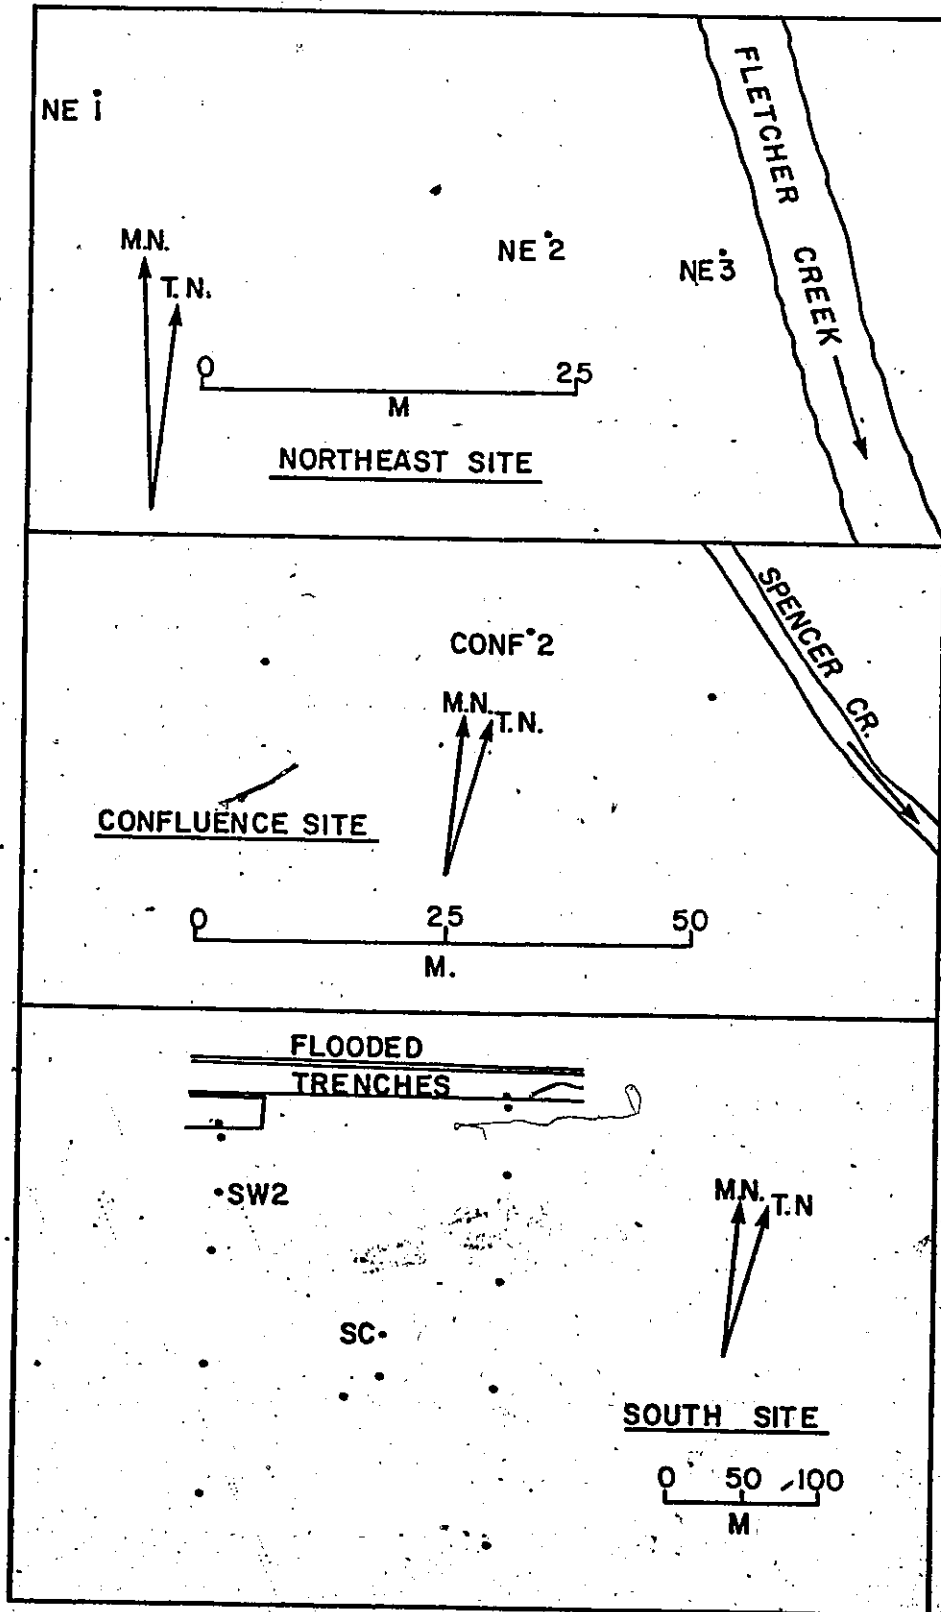 NE 1
FLETCHER CREEK
NE 2
NE 3
M.N.
T.N.
0 25
M
NORTHEAST SITE
SPENCER CR.
CONF 2
M.N.
T.N.
CONFLUENCE SITE
0 25 50
M.
FLOODED
TRENCHES
SW2
M.N.
T.N
SC
SOUTH SITE
0 50 100
M